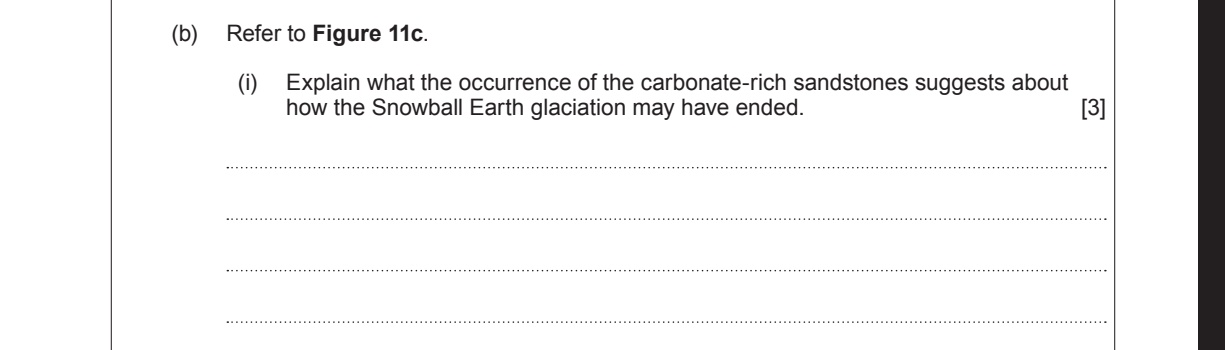 (b) Refer to Figure 11c.
(i) Explain what the occurrence of the carbonate-rich sandstones suggests about
how the Snowball Earth glaciation may have ended. [3]